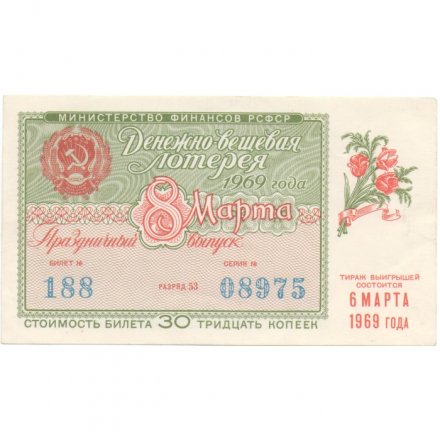 МИНИСТЕРСТВО ФИНАНСОВ РСФСР
Денежно-вещевая
лотерея
1969 года
8 Марта
Праздничный выпуск
БИЛЕТ № СЕРИЯ №
188 РАЗРЯД 53 08975
СТОИМОСТЬ БИЛЕТА 30 ТРИДЦАТЬ КОПЕЕК
ТИРАЖ ВЫИГРЫШЕЙ
СОСТОИТСЯ
6 МАРТА
1969 ГОДА